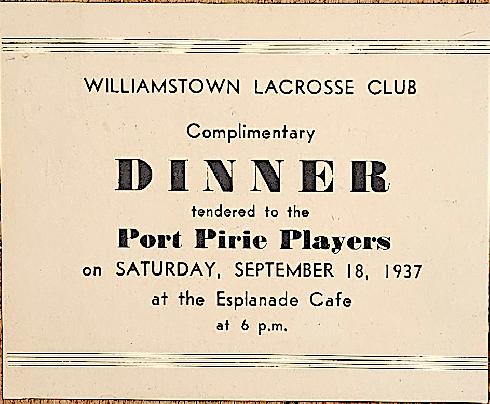 WILLIAMSTOWN LACROSSE CLUB
Complimentary
DINNER
tendered to the
Port Pirie Players
on SATURDAY, SEPTEMBER 18, 1937
at the Esplanade Cafe
at 6 p.m.